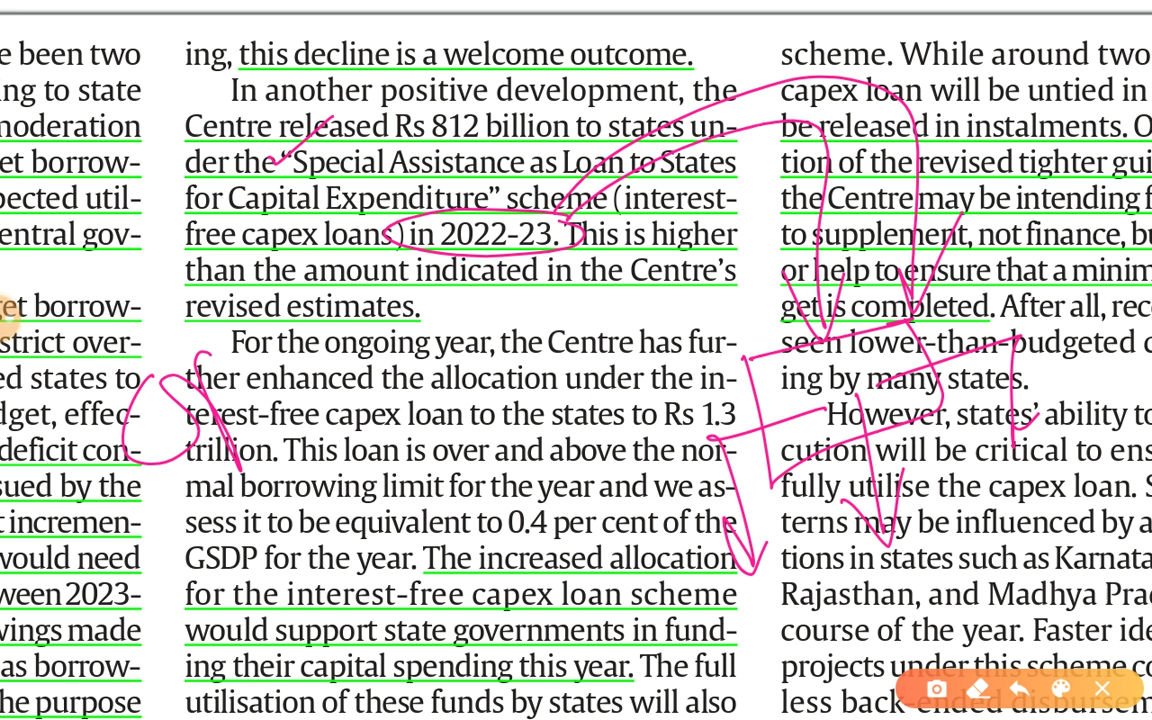 e been two
ng to state
noderation
et borrow-
pected util-
entral gov-
get borrow-
strict over-
ed states to
dget, effec-
deficit con-
sued by the
t incremen-
would need
ween 2023-
vings made
as borrow-
he purpose
ing, this decline is a welcome outcome.
In another positive development, the
Centre released Rs 812 billion to states un-
der the “Special Assistance as Loan to States
for Capital Expenditure” scheme (interest-
free capex loans) in 2022-23. This is higher
than the amount indicated in the Centre’s
revised estimates.
For the ongoing year, the Centre has fur-
ther enhanced the allocation under the in-
terest-free capex loan to the states to Rs 1.3
trillion. This loan is over and above the nor-
mal borrowing limit for the year and we as-
sess it to be equivalent to 0.4 per cent of the
GSDP for the year. The increased allocation
for the interest-free capex loan scheme
would support state governments in fund-
ing their capital spending this year. The full
utilisation of these funds by states will also
scheme. While around two
capex loan will be untied in
be released in instalments. O
tion of the revised tighter gui
the Centre may be intending f
to supplement, not finance, bu
or help to ensure that a minim
get is completed. After all, rec
seen lower-than-budgeted c
ing by many states.
However, states’ ability to
cution will be critical to ens
fully utilise the capex loan. S
terns may be influenced by a
tions in states such as Karnata
Rajasthan, and Madhya Prad
course of the year. Faster ide
projects under this scheme co
less back-ended disbursem